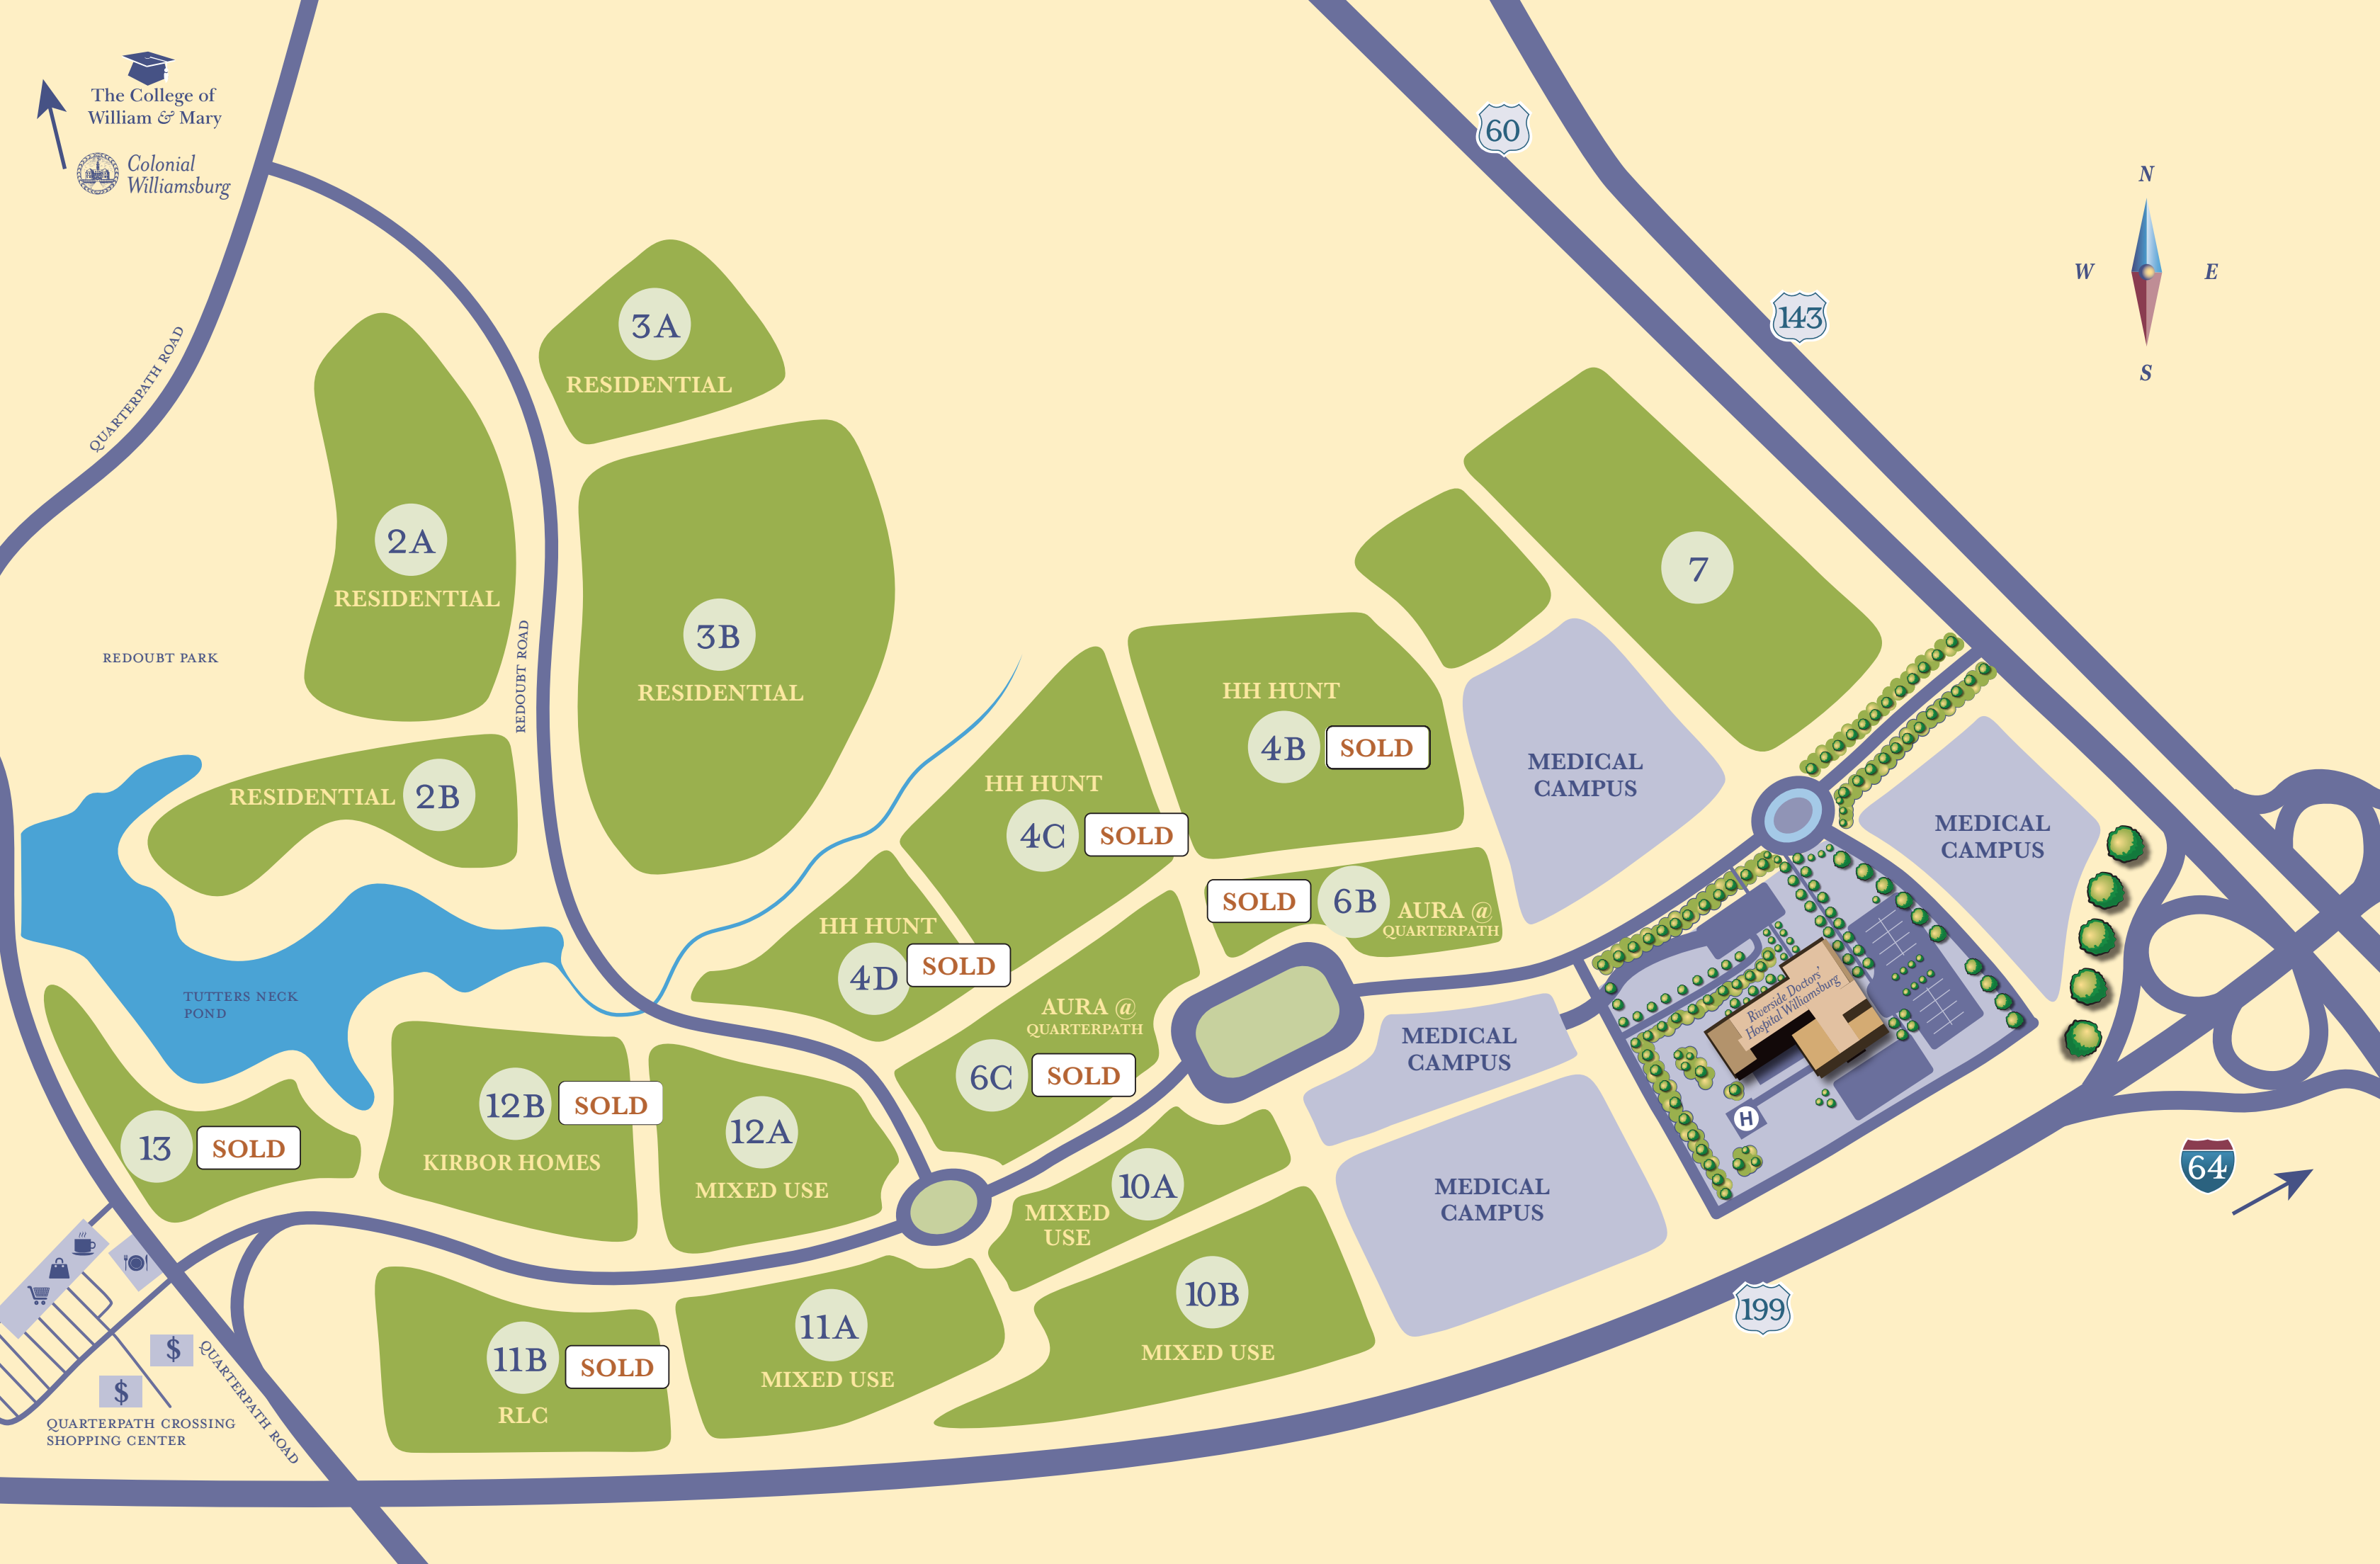 The College of
William & Mary
Colonial
Williamsburg
60
143
N
W
E
S
QUARTERPATH ROAD
3A
RESIDENTIAL
2A
RESIDENTIAL
7
3B
RESIDENTIAL
REDOUBT PARK
REDOUBT ROAD
RESIDENTIAL 2B
HH HUNT
4B SOLD
HH HUNT
4C SOLD
MEDICAL
CAMPUS
MEDICAL
CAMPUS
SOLD 6B AURA @
QUARTERPATH
HH HUNT
4D SOLD
TUTTERS NECK
POND
AURA @
QUARTERPATH
6C SOLD
Riverside Doctors'
Hospital Williamsburg
MEDICAL
CAMPUS
H
12B SOLD
KIRBOR HOMES
12A
MIXED USE
13 SOLD
10A
MIXED
USE
MEDICAL
CAMPUS
64
10B
MIXED USE
199
11A
MIXED USE
11B SOLD
RLC
$
$
QUARTERPATH ROAD
QUARTERPATH CROSSING
SHOPPING CENTER